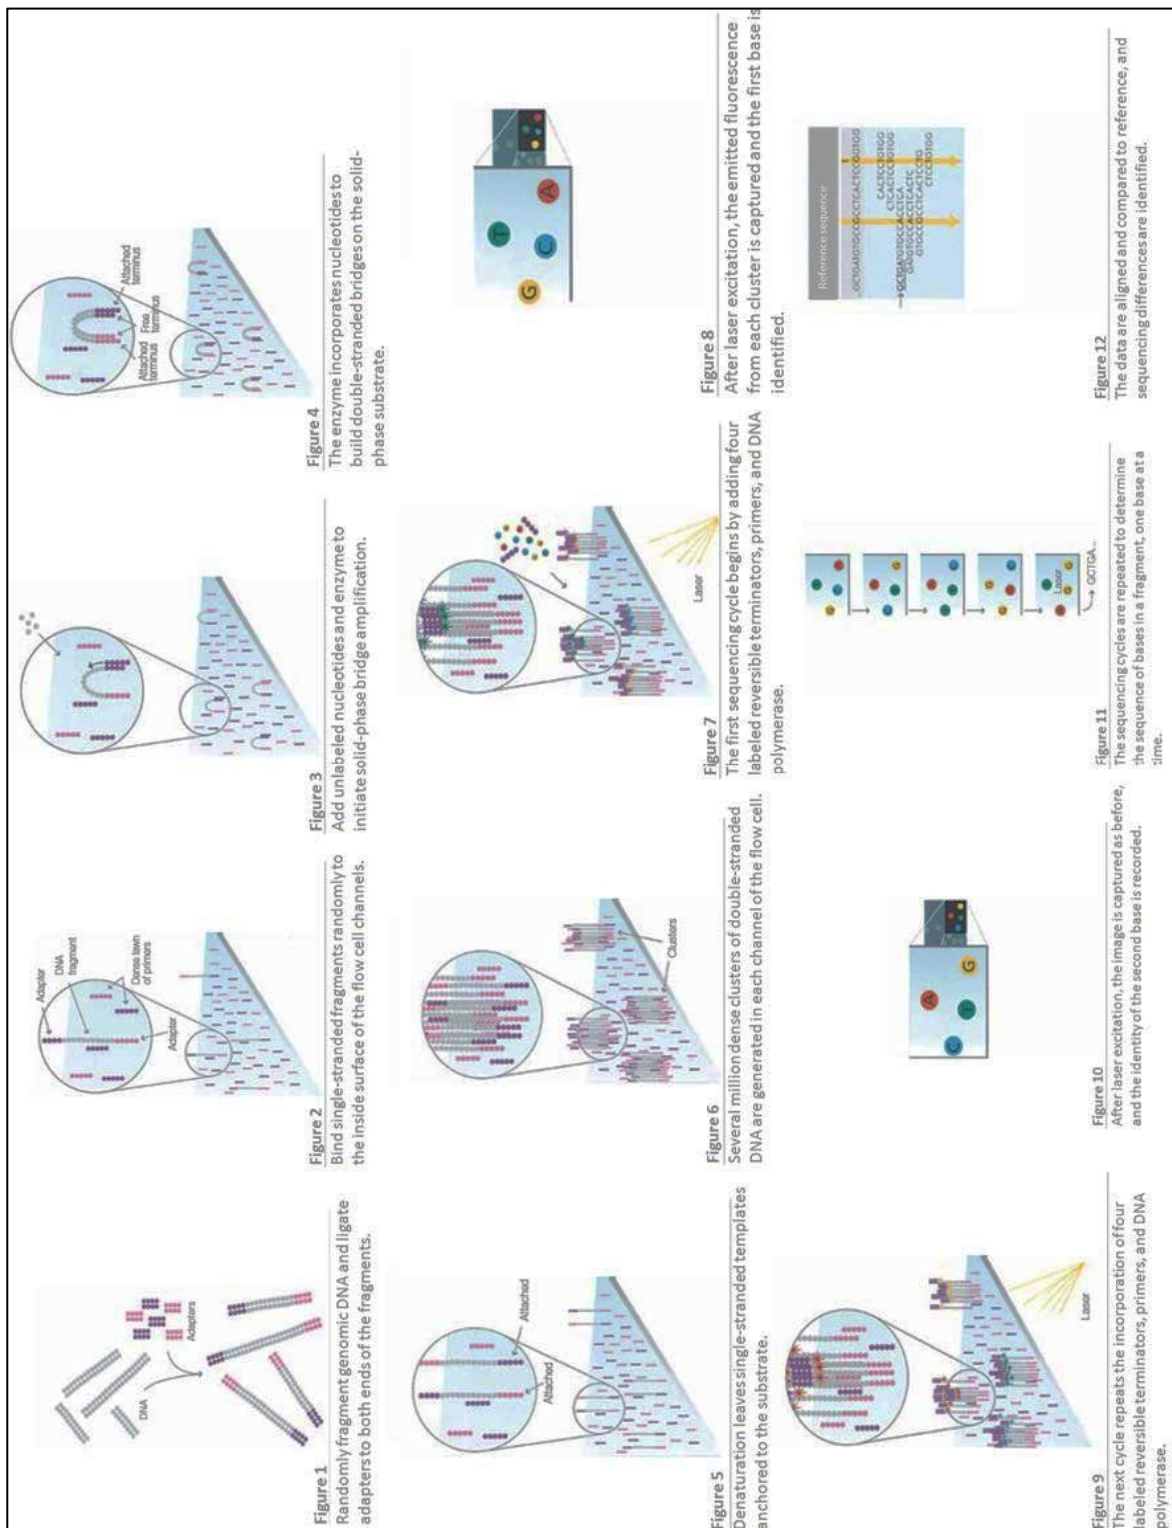 Adapters
DNA
Figure 1
Randomly fragment genomic DNA and ligate
adapters to both ends of the fragments.
Adapter
DNA
fragment
Dense lawn
of primers
Adapter
Figure 2
Bind single-stranded fragments randomly to
the inside surface of the flow cell channels.
Figure 3
Add unlabeled nucleotides and enzyme to
initiate solid-phase bridge amplification.
Attached
terminus
Free
terminus
Attached
terminus
Figure 4
The enzyme incorporates nucleotides to
build double-stranded bridges on the solid-
phase substrate.
Attached
Attached
Figure 5
Denaturation leaves single-stranded templates
anchored to the substrate.
Clusters
Figure 6
Several million dense clusters of double-stranded
DNA are generated in each channel of the flow cell.
Laser
Figure 7
The first sequencing cycle begins by adding four
labeled reversible terminators, primers, and DNA
polymerase.
T
G
C
A
Figure 8
After laser excitation, the emitted fluorescence
from each cluster is captured and the first base is
identified.
Laser
Figure 9
The next cycle repeats the incorporation of four
labeled reversible terminators, primers, and DNA
polymerase.
A
C
T
G
Figure 10
After laser excitation, the image is captured as before,
and the identity of the second base is recorded.
Laser
GCTGA...
Figure 11
The sequencing cycles are repeated to determine
the sequence of bases in a fragment, one base at a
time.
Reference sequence
...GCTGATGTGCCGCCTCACTCCGGTGG
CACTCCTGTGG
CTCACTCCTGTGG
GCTGATGTGCCACCTCA
GATGTGCCACCTCACTC
GTGCCGCCTCACTCCTG
CTCCTGTGG
Figure 12
The data are aligned and compared to reference, and
sequencing differences are identified.